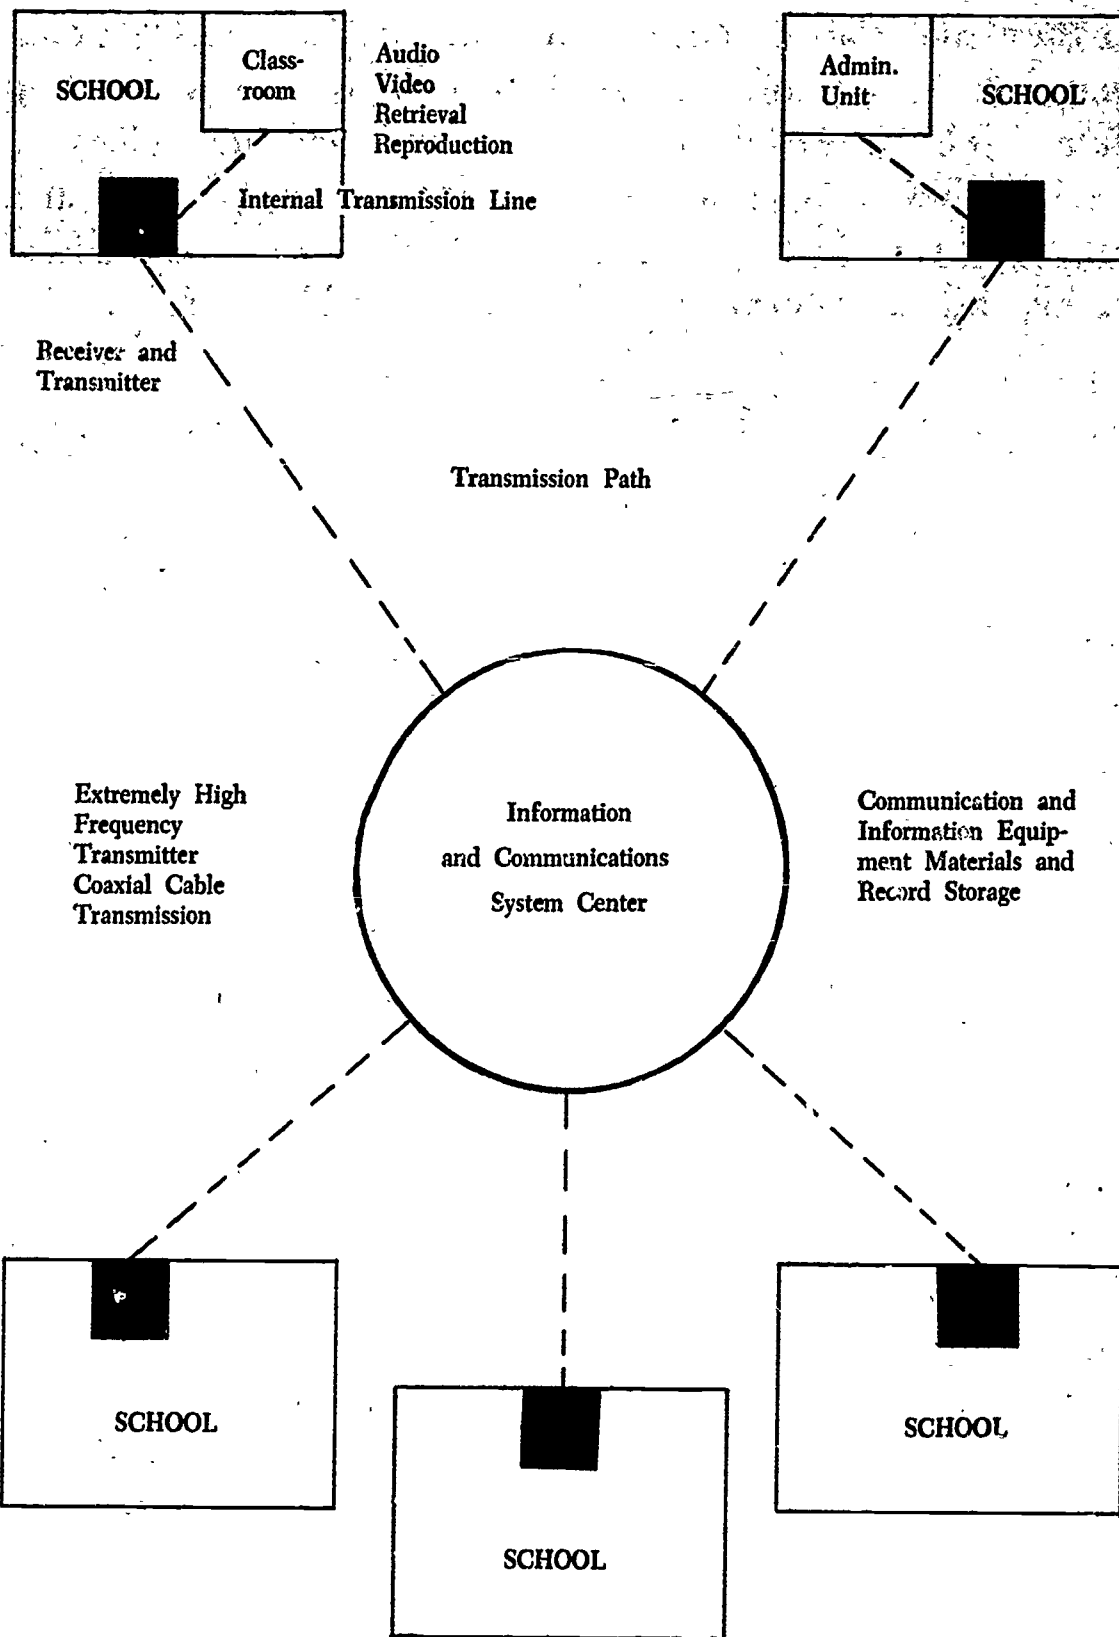 SCHOOL
Class-
room
Audio
Video
Retrieval
Reproduction
Internal Transmission Line
Admin.
Unit
SCHOOL
Receiver and
Transmitter
Transmission Path
Extremely High
Frequency
Transmitter
Coaxial Cable
Transmission
Information
and Communications
System Center
Communication and
Information Equip-
ment Materials and
Record Storage
SCHOOL
SCHOOL
SCHOOL